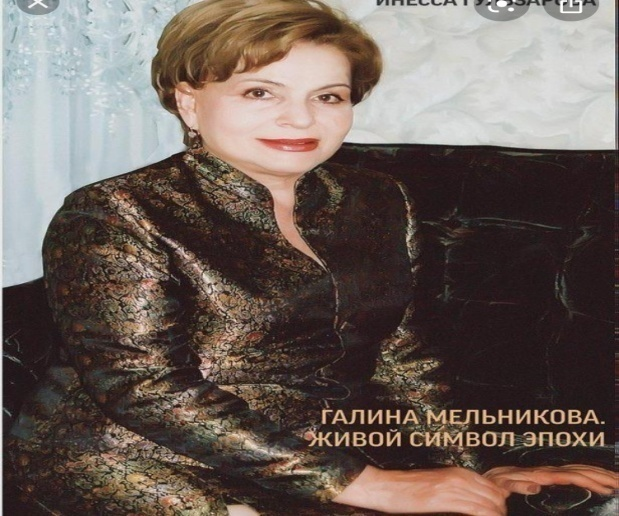 ИНЕССА
ГАЛИНА МЕЛЬНИКОВА.
ЖИВОЙ СИМВОЛ ЭПОХИ